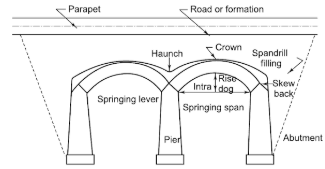 Parapet
Road or formation
Haunch
Crown
Spandrill
filling
Rise
dog
Intra
Skew
back
Springing lever
Springing span
Pier
Abutment